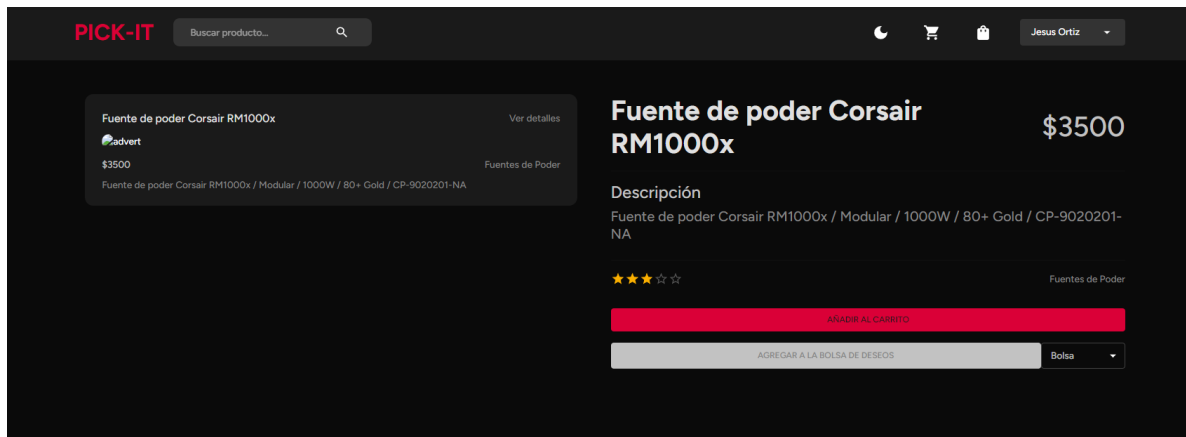 PICK-IT
Buscar producto...
Jesus Ortiz
Fuente de poder Corsair RM1000x
Ver detalles
advert
$3500
Fuentes de Poder
Fuente de poder Corsair RM1000x / Modular / 1000W / 80+ Gold / CP-9020201-NA
Fuente de poder Corsair
RM1000x
$3500
Descripción
Fuente de poder Corsair RM1000x / Modular / 1000W / 80+ Gold / CP-9020201-
NA
Fuentes de Poder
AÑADIR AL CARRITO
AGREGAR A LA BOLSA DE DESEOS
Bolsa